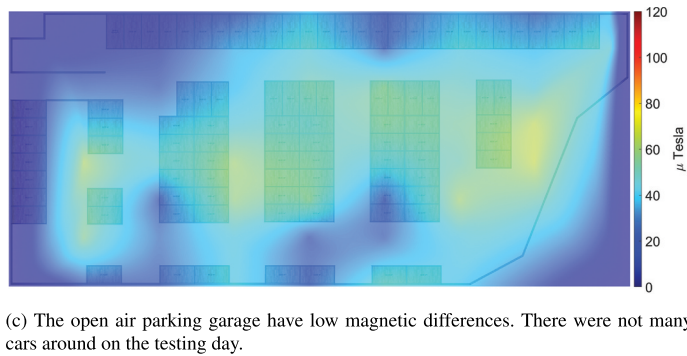 120
100
80
60
40
20
0
μ Tesla
(c) The open air parking garage have low magnetic differences. There were not many
cars around on the testing day.